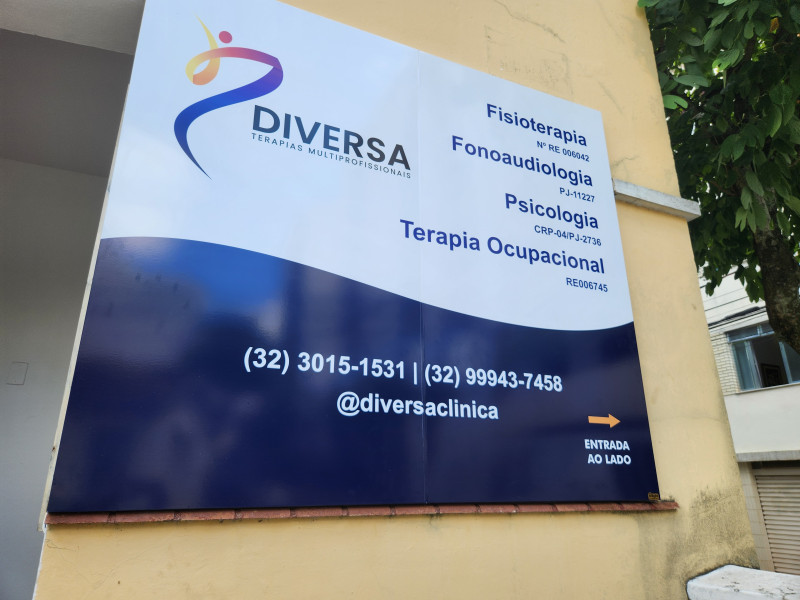 DIVERSA
TERAPIAS MULTIPROFISSIONAIS
Fisioterapia
Nº RE 006042
Fonoaudiologia
PJ-11227
Psicologia
CRP-04/PJ-2736
Terapia Ocupacional
RE006745
(32) 3015-1531 | (32) 99943-7458
@diversaclinica
ENTRADA
AO LADO